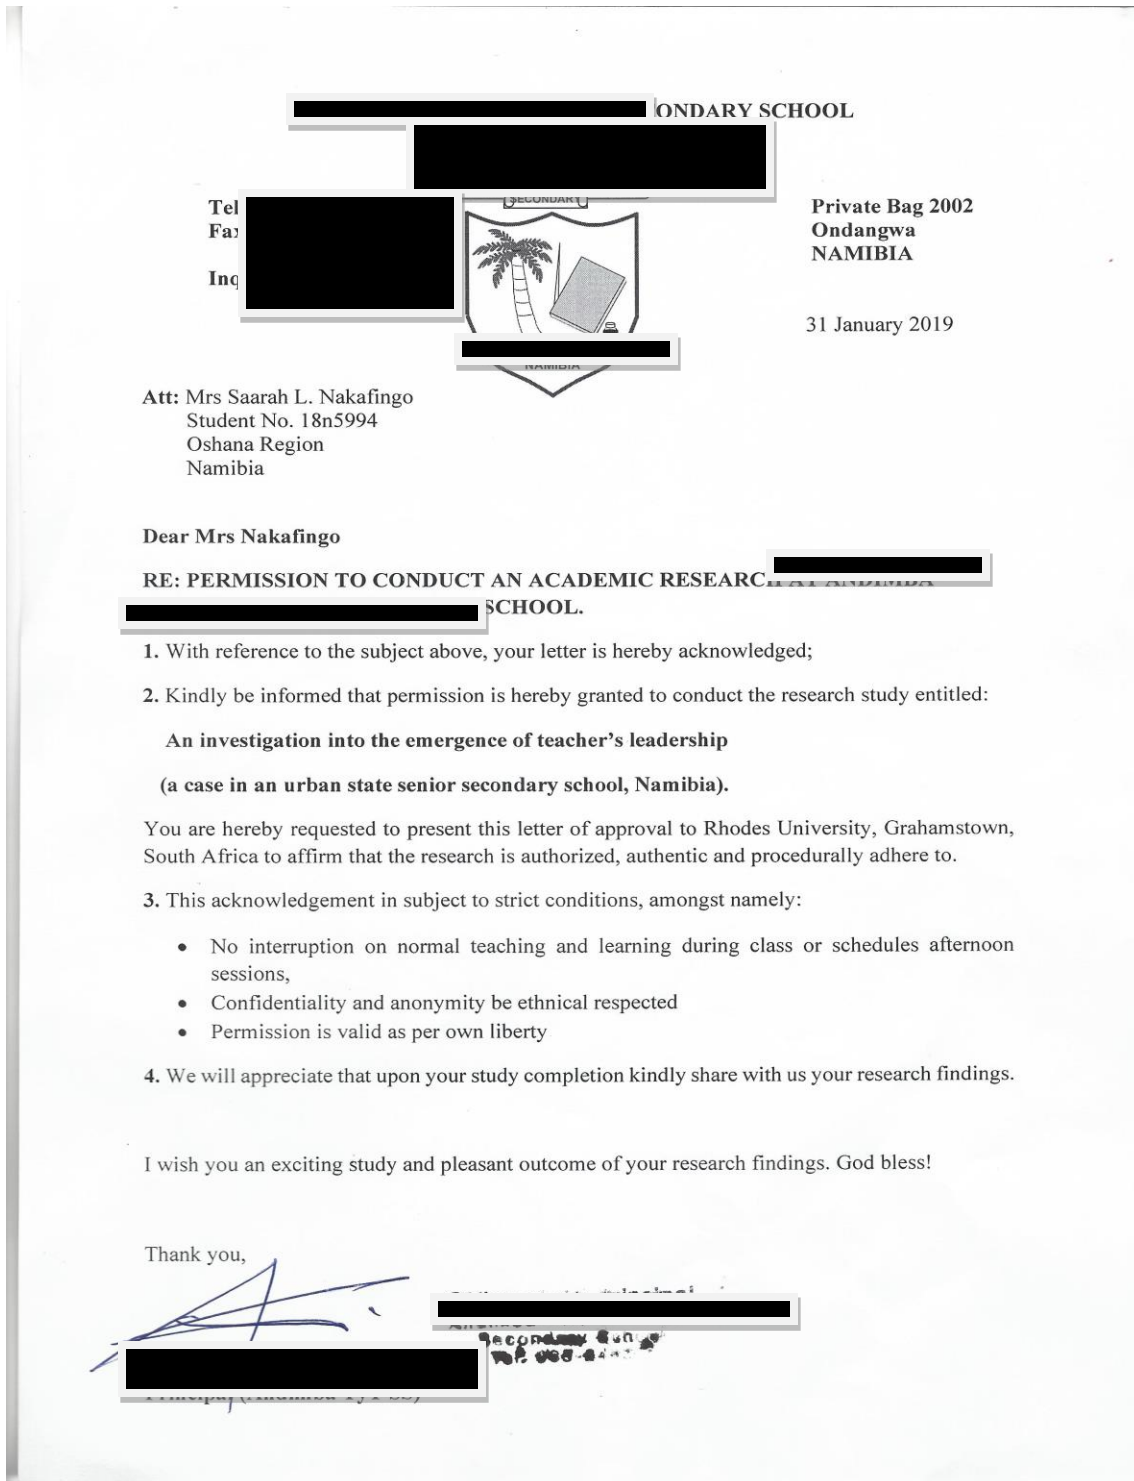 ONDARY SCHOOL
SECONDARY
Tel
Fax
Inq
Private Bag 2002
Ondangwa
NAMIBIA
31 January 2019
NAMIBIA
Att: Mrs Saarah L. Nakafingo
Student No. 18n5994
Oshana Region
Namibia
Dear Mrs Nakafingo
RE: PERMISSION TO CONDUCT AN ACADEMIC RESEARCH
SCHOOL.
1. With reference to the subject above, your letter is hereby acknowledged;
2. Kindly be informed that permission is hereby granted to conduct the research study entitled:
An investigation into the emergence of teacher’s leadership
(a case in an urban state senior secondary school, Namibia).
You are hereby requested to present this letter of approval to Rhodes University, Grahamstown,
South Africa to affirm that the research is authorized, authentic and procedurally adhere to.
3. This acknowledgement in subject to strict conditions, amongst namely:
• No interruption on normal teaching and learning during class or schedules afternoon
sessions,
• Confidentiality and anonymity be ethnical respected
• Permission is valid as per own liberty
4. We will appreciate that upon your study completion kindly share with us your research findings.
I wish you an exciting study and pleasant outcome of your research findings. God bless!
Thank you,
Secondary